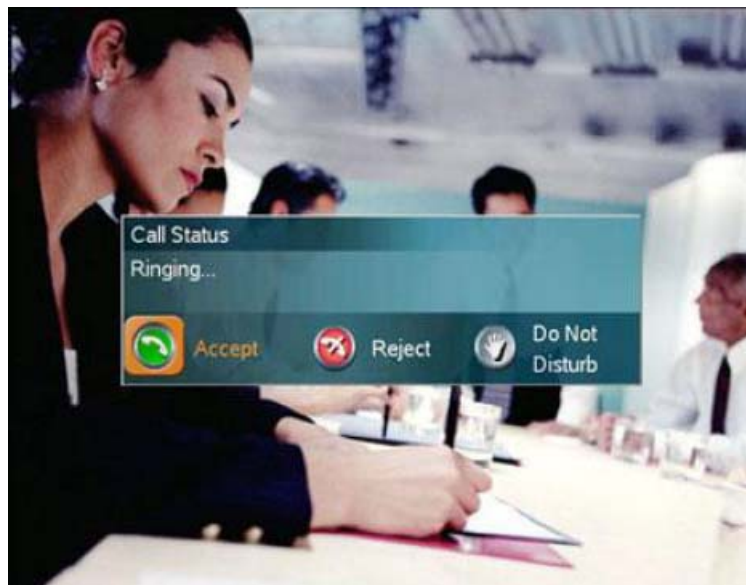 Call Status
Ringing...
Accept
Reject
Do Not
Disturb